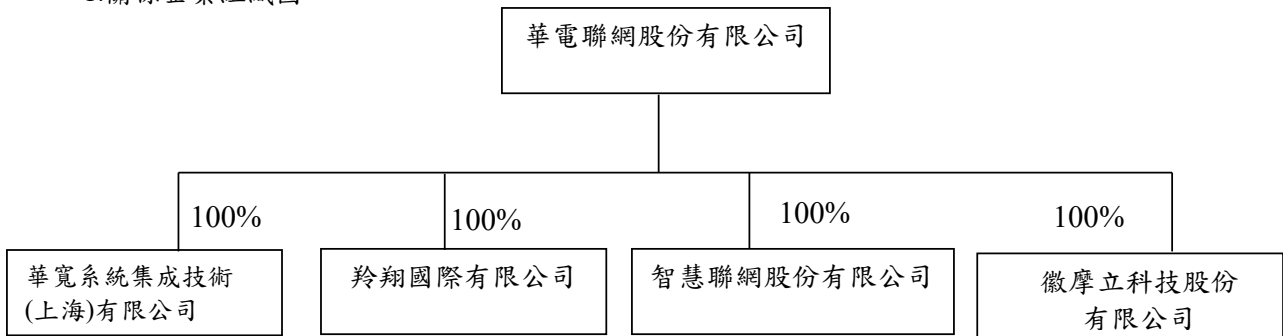 華電聯網股份有限公司
100%
100%
100%
100%
華寬系統集成技術
(上海)有限公司
羚翔國際有限公司
智慧聯網股份有限公司
徽摩立科技股份
有限公司